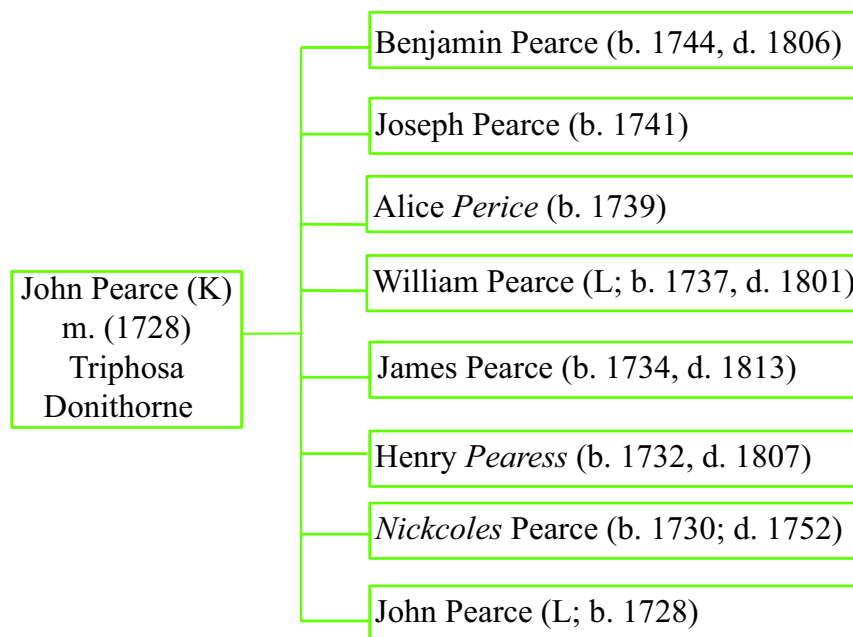 Benjamin Pearce (b. 1744, d. 1806)
Joseph Pearce (b. 1741)
Alice Perice (b. 1739)
William Pearce (L; b. 1737, d. 1801)
John Pearce (K)
m. (1728)
Triphosa
Donithorne
James Pearce (b. 1734, d. 1813)
Henry Pearess (b. 1732, d. 1807)
Nickcoles Pearce (b. 1730; d. 1752)
John Pearce (L; b. 1728)